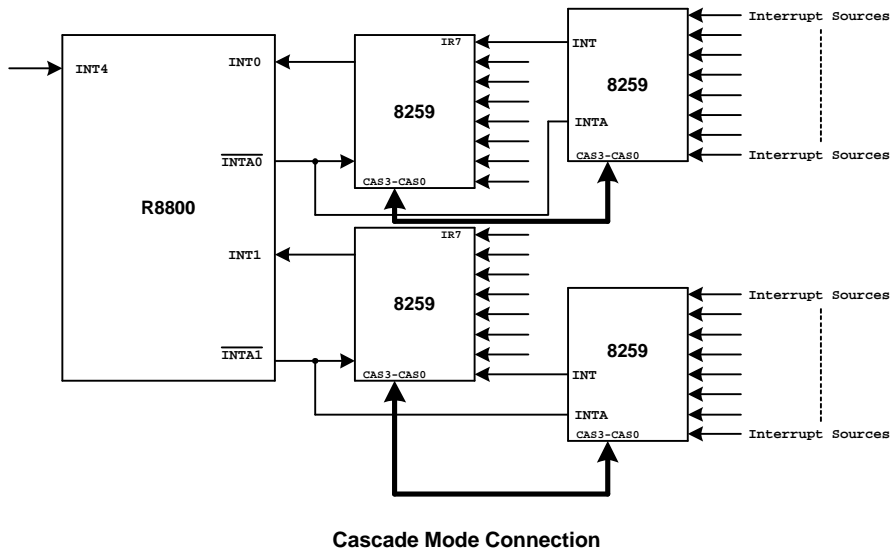 INT4
INT0
INTA0
R8800
INT1
INTA1
IR7
8259
CAS3-CAS0
INT
8259
INTA
CAS3-CAS0
Interrupt Sources
Interrupt Sources
IR7
8259
CAS3-CAS0
8259
INT
INTA
CAS3-CAS0
Interrupt Sources
Interrupt Sources
Cascade Mode Connection